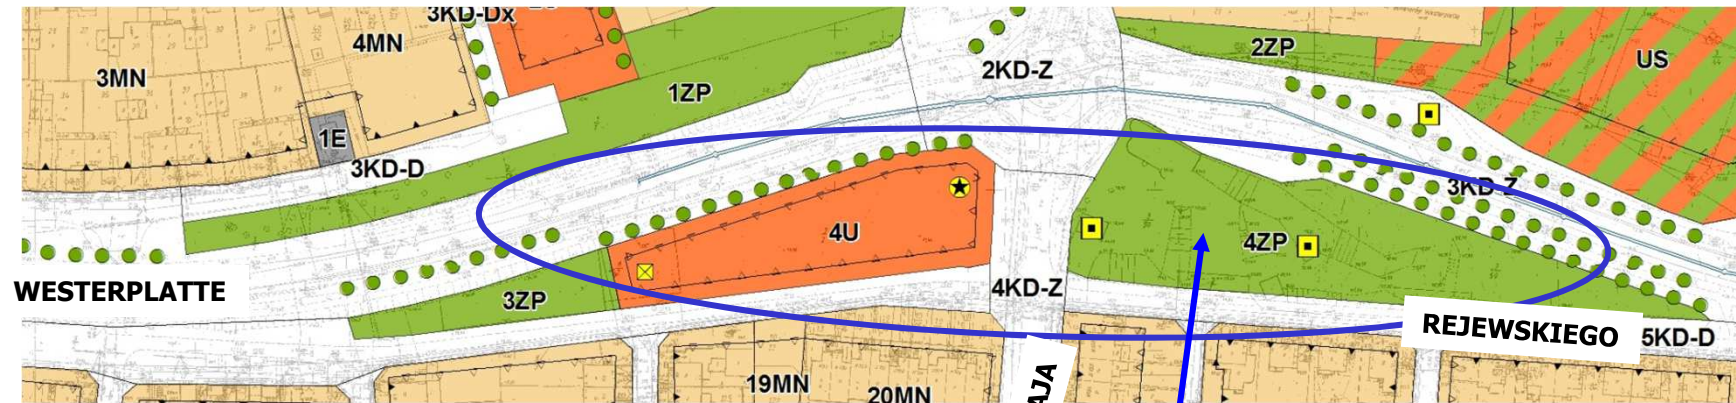 3KD-Dx
4MN
3MN
2ZP
US
2KD-Z
1ZP
1E
3KD-D
3KD-Z
4U
4ZP
WESTERPLATTE
3ZP
4KD-Z
REJEWSKIEGO
5KD-D
19MN
20MN
AJA